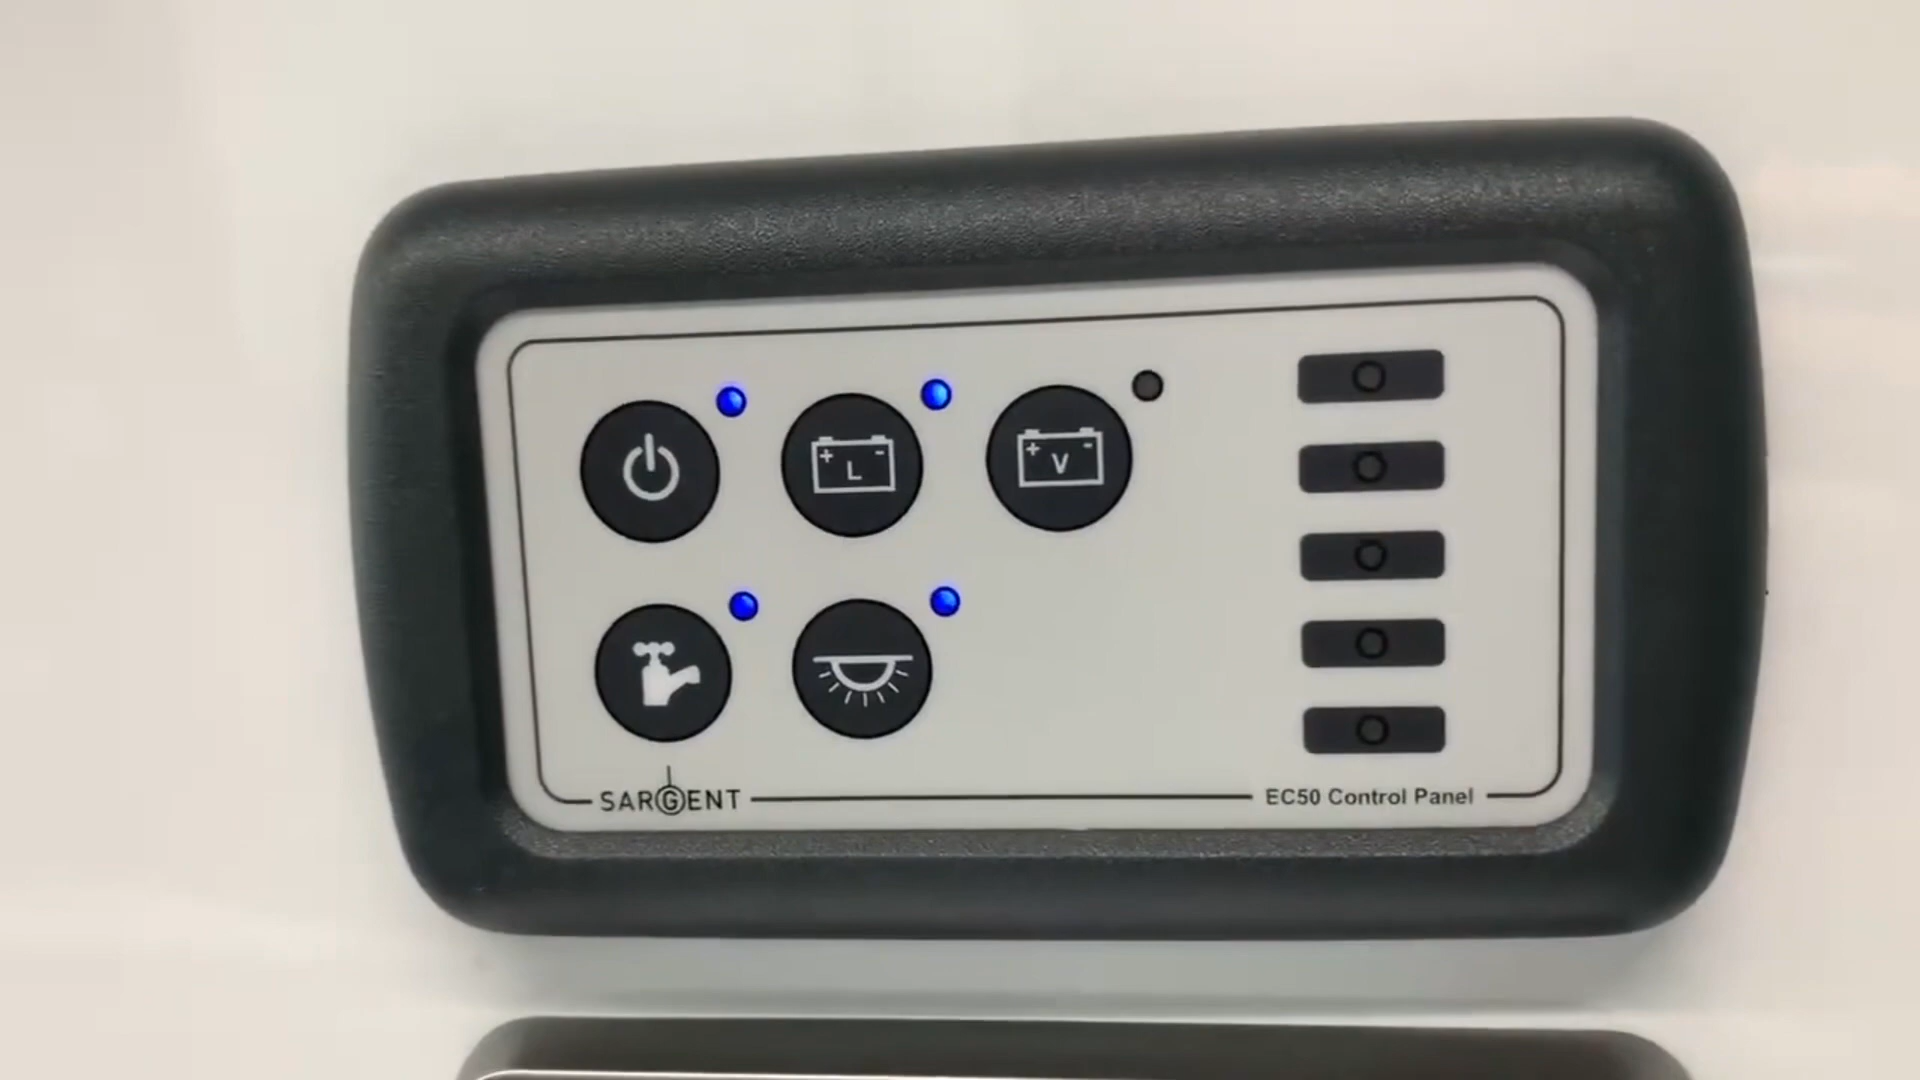 + L -
+ V -
SARGENT
EC50 Control Panel